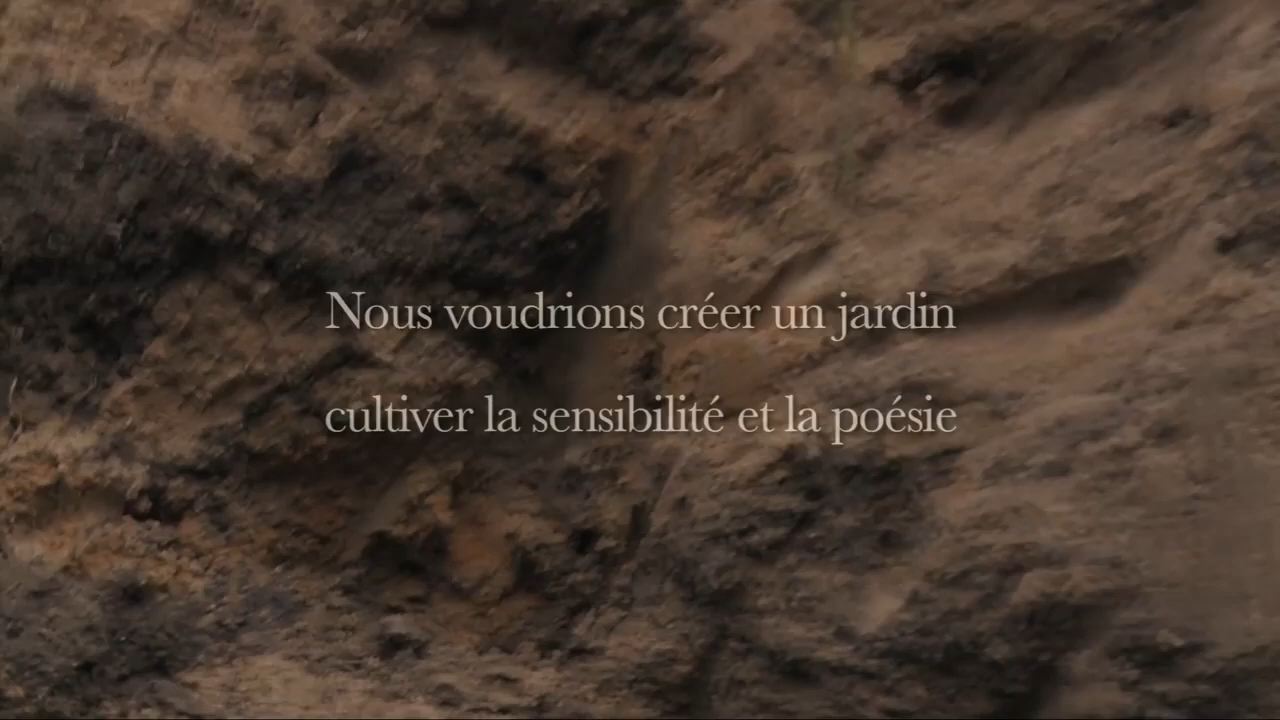 Nous voudrions créer un jardin
cultiver la sensibilité et la poésie